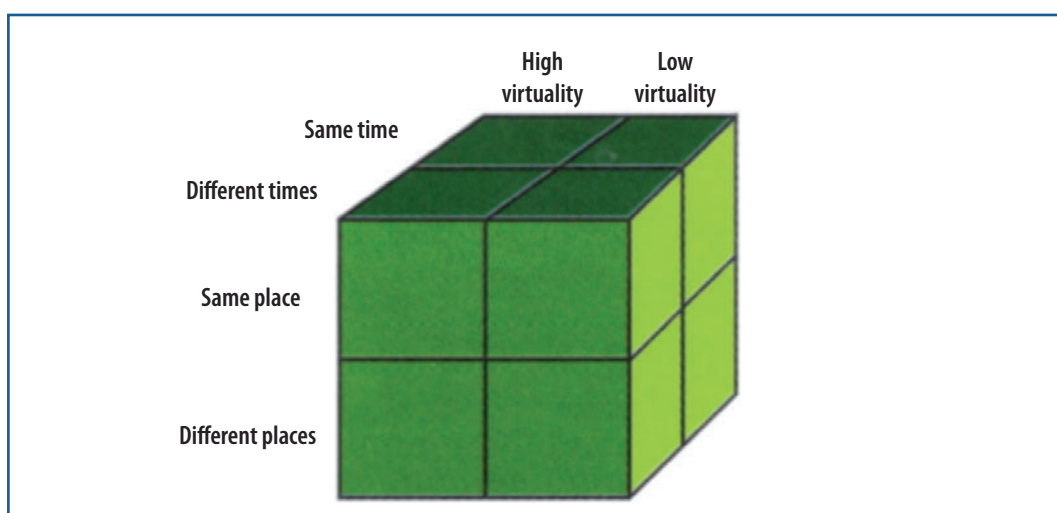 High
virtuality
Low
virtuality
Same time
Different times
Same place
Different places